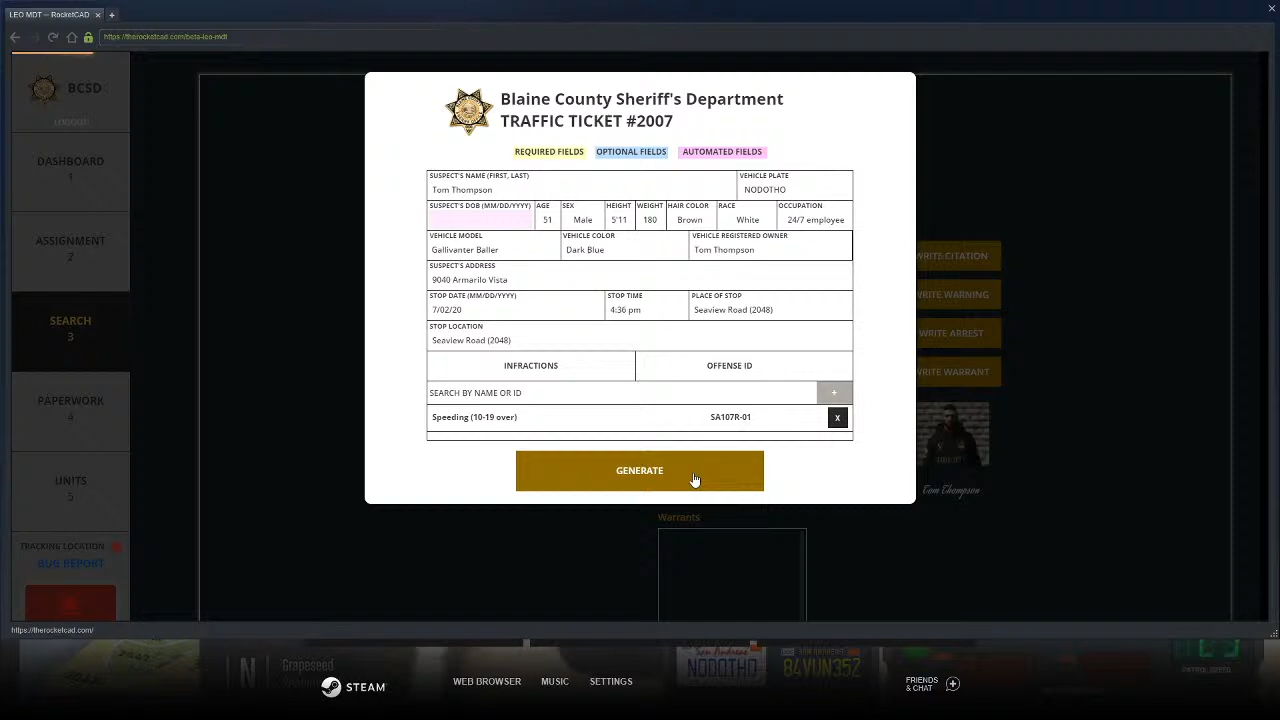 LEO MDT — RocketCAD
https://therocketcad.com/beta-leo-mdt
BCSD
LOGOUT
DASHBOARD
1
ASSIGNMENT
2
SEARCH
3
PAPERWORK
4
UNITS
5
TRACKING LOCATION
BUG REPORT
Blaine County Sheriff's Department
TRAFFIC TICKET #2007
REQUIRED FIELDS OPTIONAL FIELDS AUTOMATED FIELDS
SUSPECT'S NAME (FIRST, LAST) VEHICLE PLATE
Tom Thompson NODOTHO
SUSPECT'S DOB (MM/DD/YYYY) AGE SEX HEIGHT WEIGHT HAIR COLOR RACE OCCUPATION
51 Male 5'11 180 Brown White 24/7 employee
VEHICLE MODEL VEHICLE COLOR VEHICLE REGISTERED OWNER
Gallivanter Baller Dark Blue Tom Thompson
SUSPECT'S ADDRESS
9040 Armarilo Vista
STOP DATE (MM/DD/YYYY) STOP TIME PLACE OF STOP
7/02/20 4:36 pm Seaview Road (2048)
STOP LOCATION
Seaview Road (2048)
INFRACTIONS OFFENSE ID
SEARCH BY NAME OR ID +
Speeding (10-19 over) SA107R-01 X
GENERATE
WRITE CITATION
WRITE WARNING
WRITE ARREST
WRITE WARRANT
Tom Thompson
Warrants
https://therocketcad.com/
N Grapeseed
San Andreas
NODOTHO
84VUN352
PATROL SPEED
STEAM
WEB BROWSER MUSIC SETTINGS
FRIENDS
& CHAT